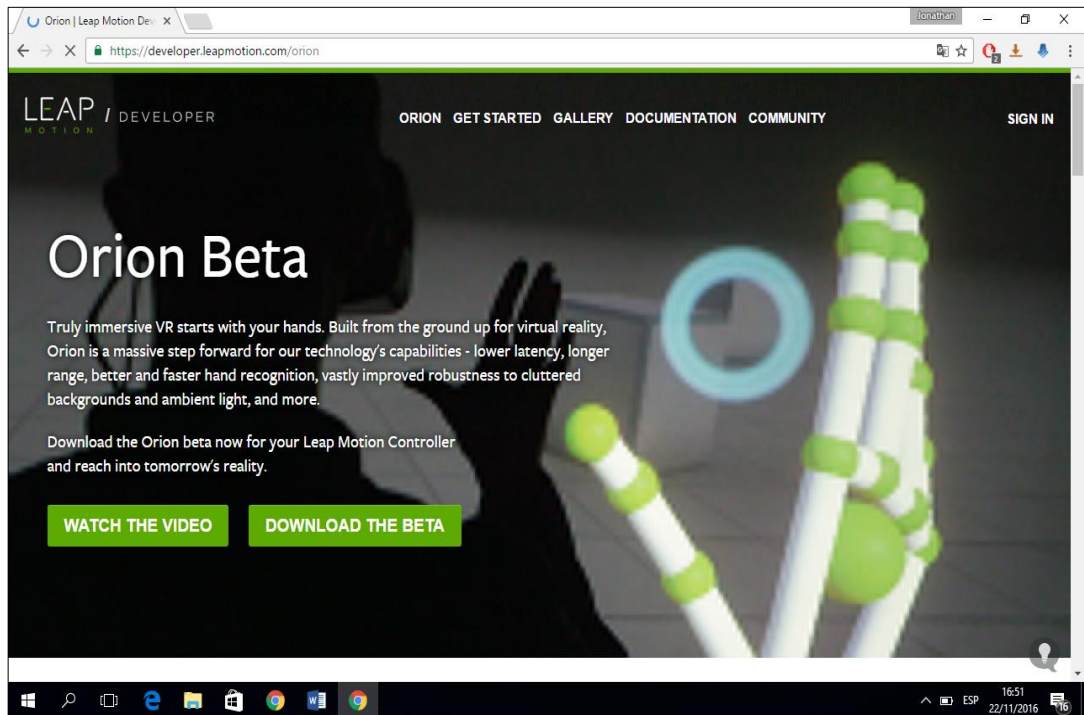 Orion | Leap Motion Dev
Jonathan
https://developer.leapmotion.com/orion
2
LEAP / DEVELOPER
MOTION
ORION GET STARTED GALLERY DOCUMENTATION COMMUNITY
SIGN IN
Orion Beta
Truly immersive VR starts with your hands. Built from the ground up for virtual reality,
Orion is a massive step forward for our technology's capabilities - lower latency, longer
range, better and faster hand recognition, vastly improved robustness to cluttered
backgrounds and ambient light, and more.
Download the Orion beta now for your Leap Motion Controller
and reach into tomorrow's reality.
WATCH THE VIDEO
DOWNLOAD THE BETA
ESP
16:51
22/11/2016
16